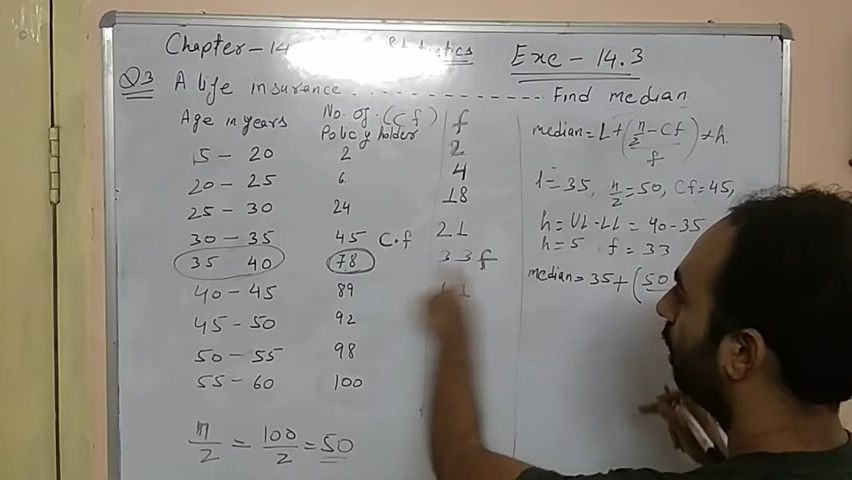 Chapter-14 Exe - 14.3
Q3 A life insurance ------------ Find median
Age in years No. of (Cf) f
Policy holder
15 - 20 2 2
20 - 25 6 4
25 - 30 24 18
30 - 35 45 C.f 21
35 40 78 33 f
40 - 45 89
45 - 50 92
50 - 55 98
55 - 60 100
n/2 = 100/2 = 50
median = L + (n/2 - Cf / f) × h
l = 35, n/2 = 50, Cf = 45,
h = UL - LL = 40 - 35
h = 5 f = 33
median = 35 + (50